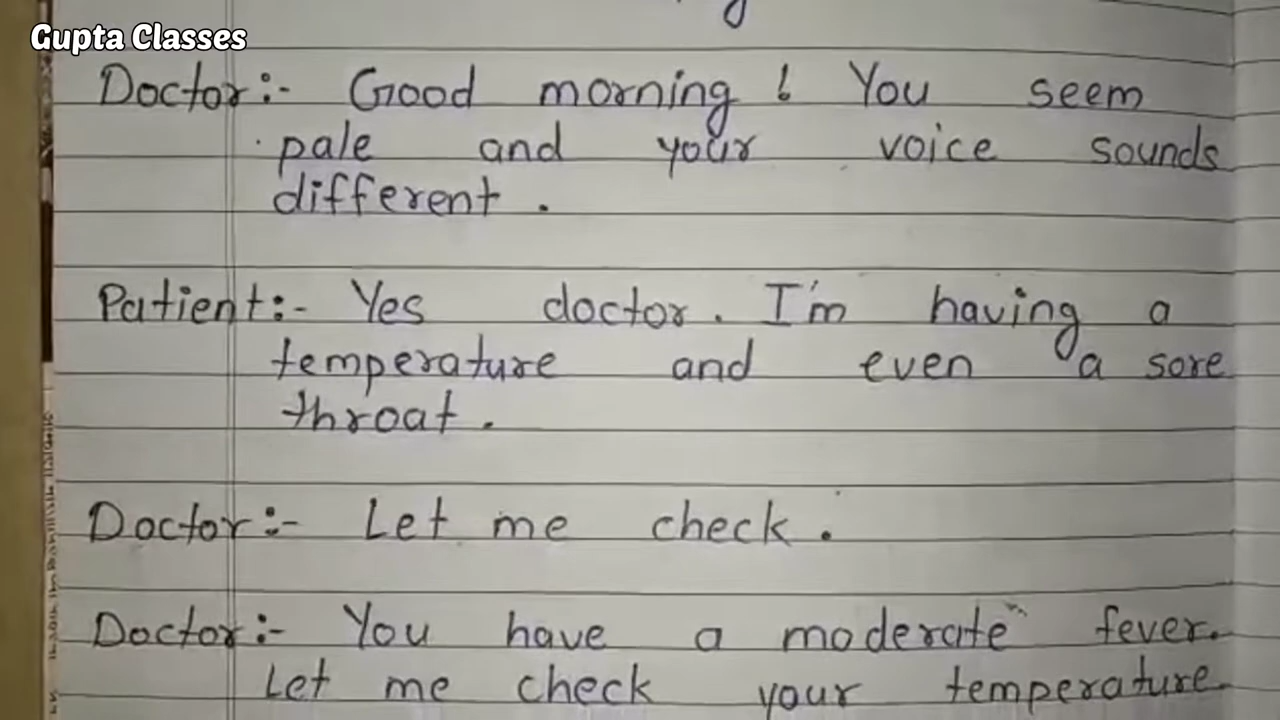 Gupta Classes
Doctor:- Good morning ! You seem
pale and your voice sounds
different .
Patient:- Yes doctor. I'm having a
temperature and even a sore
throat .
Doctor:- Let me check .
Doctor:- You have a moderate fever.
Let me check your temperature